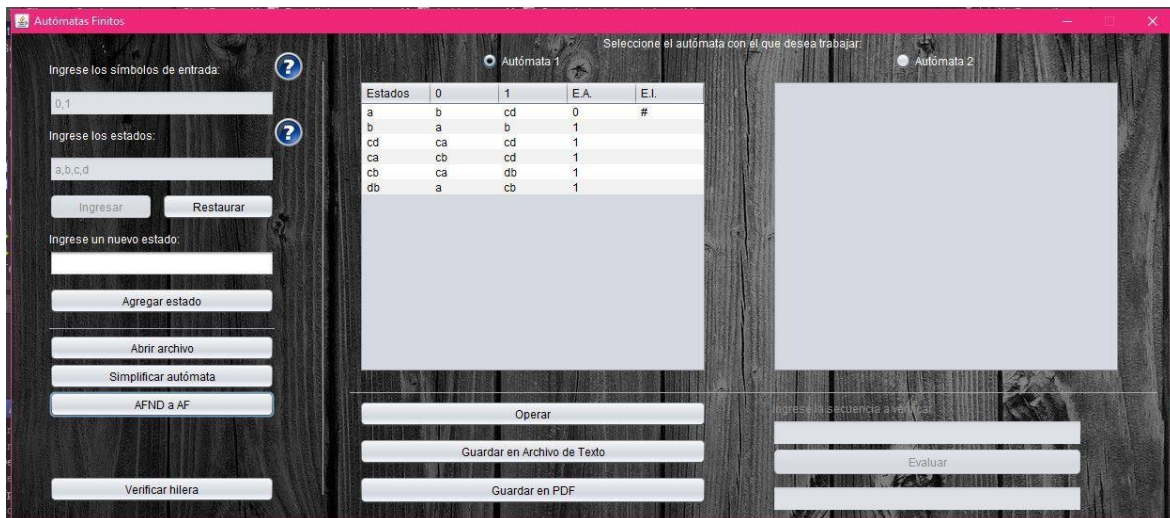 Autómatas Finitos
Seleccione el autómata con el que desea trabajar:
Ingrese los símbolos de entrada:
?
0,1
Ingrese los estados:
?
a,b,c,d
Ingresar Restaurar
Ingrese un nuevo estado:
Agregar estado
Abrir archivo
Simplificar autómata
AFND a AF
Verificar hilera
Autómata 1
Estados 0 1 E.A. E.I.
a b cd 0 #
b a b 1
cd ca cd 1
ca cb cd 1
cb ca db 1
db a cb 1
Operar
Guardar en Archivo de Texto
Guardar en PDF
Autómata 2
Ingrese la secuencia a verificar:
Evaluar